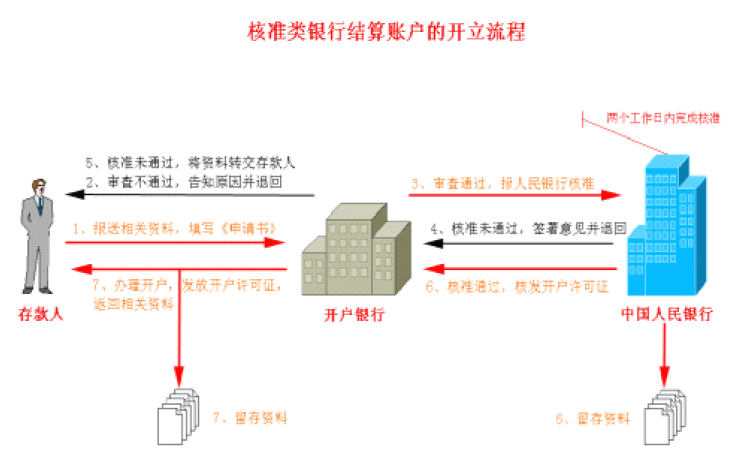 核准类银行结算账户的开立流程
两个工作日内完成核准
5、核准未通过，将资料转交存款人
2、审查不通过，告知原因并退回
3、审查通过，报人民银行核准
1、报送相关资料，填写《申请书》
4、核准未通过，签署意见并退回
7、办理开户，发放开户许可证，
返回相关资料
6、核准通过，核发开户许可证
存款人
开户银行
中国人民银行
7、留存资料
6、留存资料